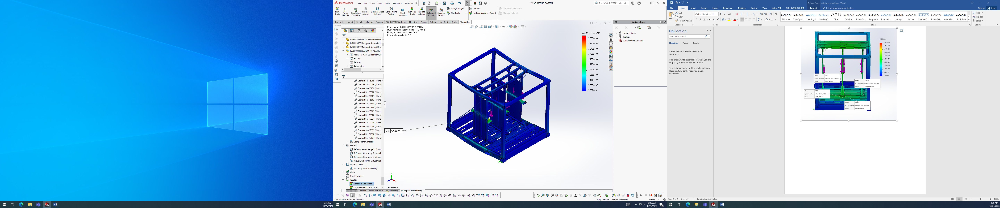 SOLIDWORKS
File Edit View Insert Tools Simulation Window
1V2bFLBRFEMFLOORFEM *
Search SOLIDWORKS Help
New Study
Apply Material
Simulation Evaluator
Fixtures Advisor
External Loads Advisor
Connections Advisor
Shell Manager
Run This Study
Results Advisor
Deformed Result
Compare Results
Design Insight
Plot Tools
Report
Include Image for Report
Offloaded Simulation
Manage Network
Assembly Layout Sketch Markup Evaluate SOLIDWORKS Add-Ins Electrical Piping Tubing User Defined Route Simulation
1V2bFLBRFEMsupport rib small<1>
1V2bFLBRFEMsupport rib forklift<
1V2bP000009265FEM<1> "BATTER
Mates in 1V2bFLBRFEMFLOOR
History
Sensors
Annotations
Contact Set-15285 (-Bond
Contact Set-15286 (-Bond
Contact Set-15979 (-Bond
Contact Set-15980 (-Bond
Contact Set-15981 (-Bond
Contact Set-15982 (-Bond
Contact Set-15983 (-Bond
Contact Set-15984 (-Bond
Contact Set-15985 (-Bond
Contact Set-15986 (-Bond
Contact Set-17234 (-Bond
Contact Set-17235 (-Bond
Contact Set-17534 (-Bond
Contact Set-17535 (-Bond
Contact Set-17536 (-Bond
Contact Set-17537 (-Bond
Component Contacts
Fixtures
Reference Geometry-1 (:0 mm
Reference Geometry-2 (:variab
Reference Geometry-3 (:0 mm
Virtual wall-3473 (-Virtual Wall
External Loads
Force-4 (:Total: 85,000 N:)
Mesh
Result Options
Results
Stress1 (-vonMises-)
Displacement1 (-Res disp-)
Model Motion Study 1 Noodstop Impact from lifting
SOLIDWORKS Premium 2020 SP5.0
Fully Defined Editing Assembly Custom
Model name: 1V2bFLBRFEMFLOORFEM
Study name: Impact from lifting(-Default-)
Plot type: Static nodal stress Stress1
Deformation scale: 37.057
Max: 4.396e+08
*Isometric
von Mises (N/m^2)
3.550e+08
3.195e+08
2.840e+08
2.485e+08
2.130e+08
1.775e+08
1.420e+08
1.065e+08
7.100e+07
3.550e+07
3.389e+01
Design Library
Design Library
Toolbox
SOLIDWORKS Content
Picture Tools trekstang noodstop - Word
File Home Insert Design Layout References Mailings Review View Kofax PDF SOLIDWORKS PDM Format Tell me what you want to do... Sign in Share
Paste
Cut
Copy
Format Painter
Clipboard
Calibri (Body) 11
Font
Paragraph
¶ Normal
¶ No Spac...
Heading 1
Heading 2
Title
Subtitle
Subtle Em...
Emphasis
Intense E...
Strong
Quote
Intense Q...
Subtle Ref...
Intense Re...
Book Title
Styles
Find
Replace
Select
Editing
Navigation
Search document
Headings Pages Results
Create an interactive outline of your
document.
It's a great way to keep track of where you are
or quickly move your content around.
To get started, go to the Home tab and apply
Heading styles to the headings in your
document.
Page 4 of 4 2 words English (United States)
100%
8:35 AM
10/25/2023
8:35 AM
10/25/2023
8:35 AM
10/25/2023